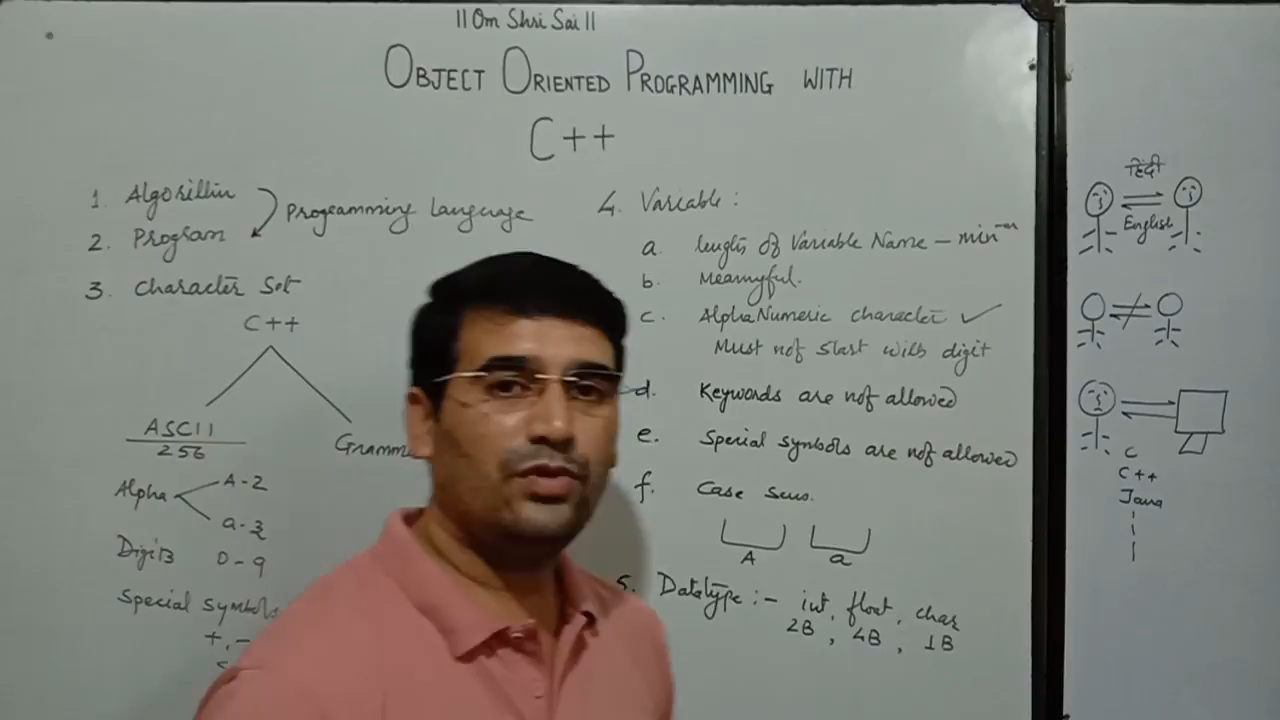 || Om Shri Sai ||
OBJECT ORIENTED PROGRAMMING WITH
C++
1. Algorithm
2. Program
Programming Language
3. Character Set
C++
ASCII
256
Gramm
Alpha
A-Z
a-z
Digits 0-9
Special symbols
+, -
<
4. Variable :
a. length of Variable Name - min
b. Meaningful.
c. AlphaNumeric character ✓
Must not start with digit
d. Keywords are not allowed
e. Special symbols are not allowed
f. Case sens.
A a
5. Datatype :- int, float, char
2B, 4B, 1B
हिंदी
English
C
C++
Java